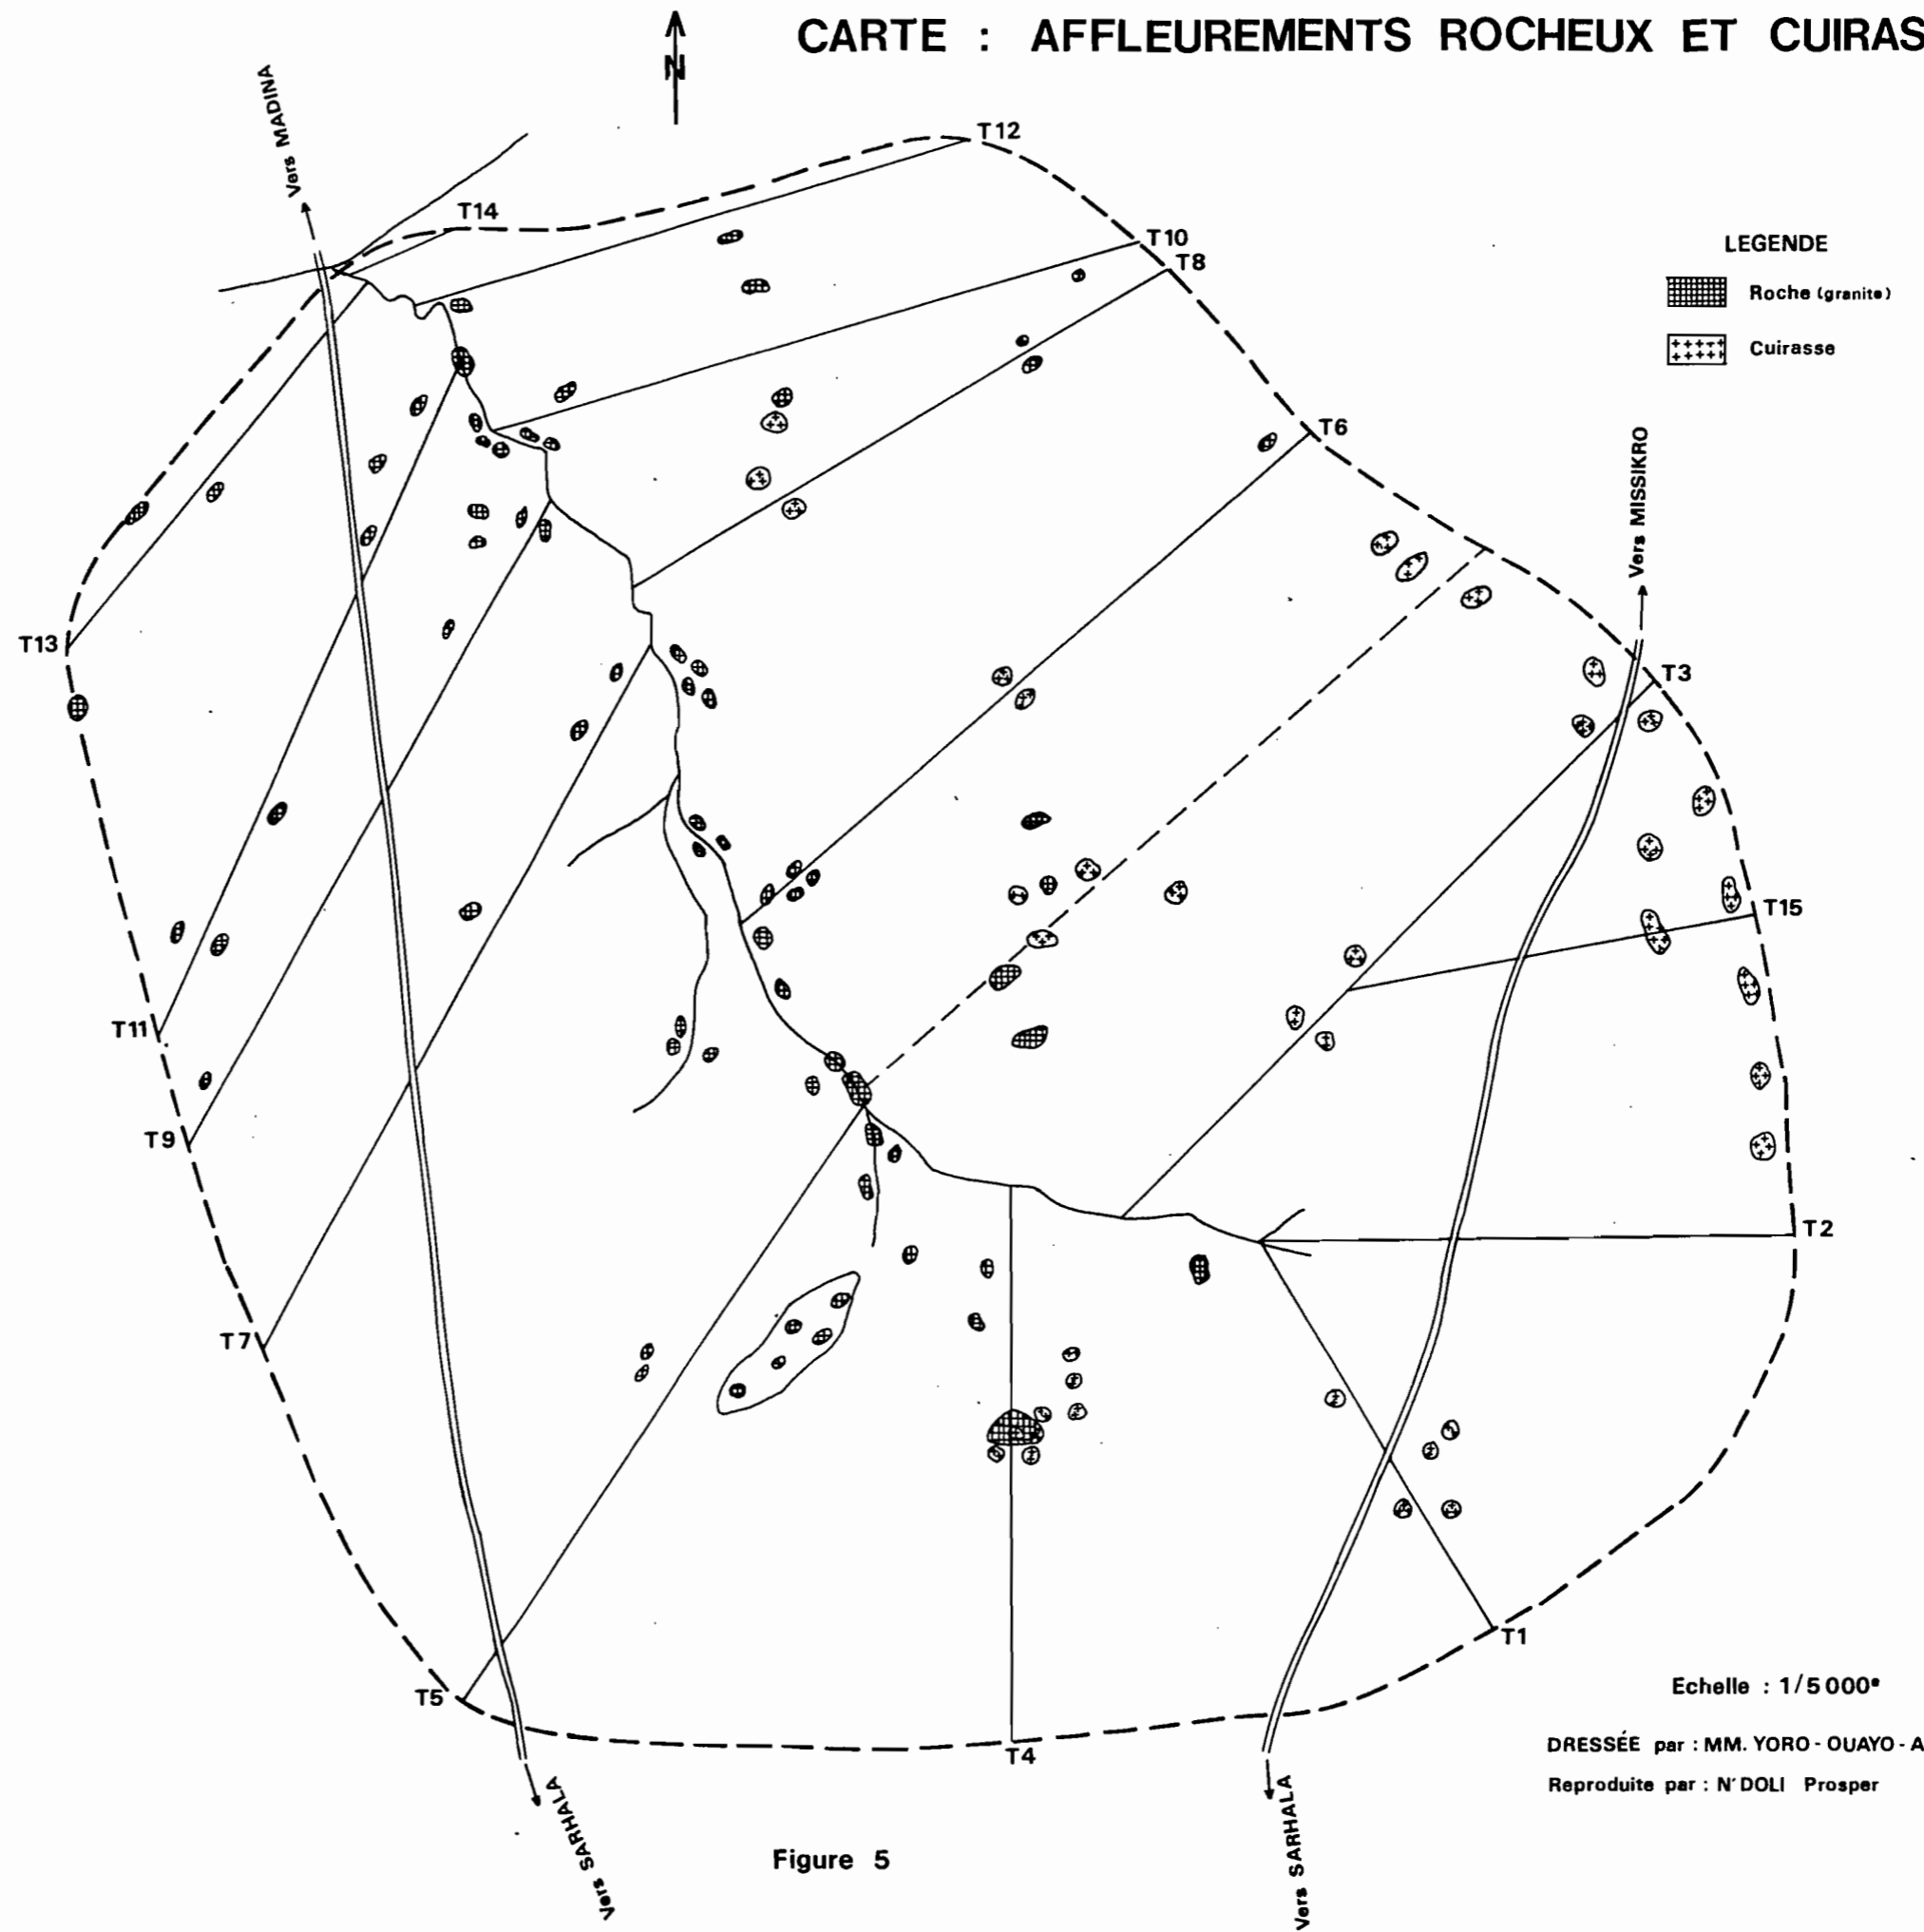 CARTE : AFFLEUREMENTS ROCHEUX ET CUIRAS
N
Vers MADINA
T12
T14
T10
T8
LEGENDE
Roche (granite)
Cuirasse
T6
Vers MISSIKRO
T13
T3
T15
T11
T9
T2
T7
T1
T5
T4
Echelle : 1/5 000e
DRESSÉE par : MM. YORO - OUAYO - A
Reproduite par : N'DOLI Prosper
Vers SARHALA
Vers SARHALA
Figure 5